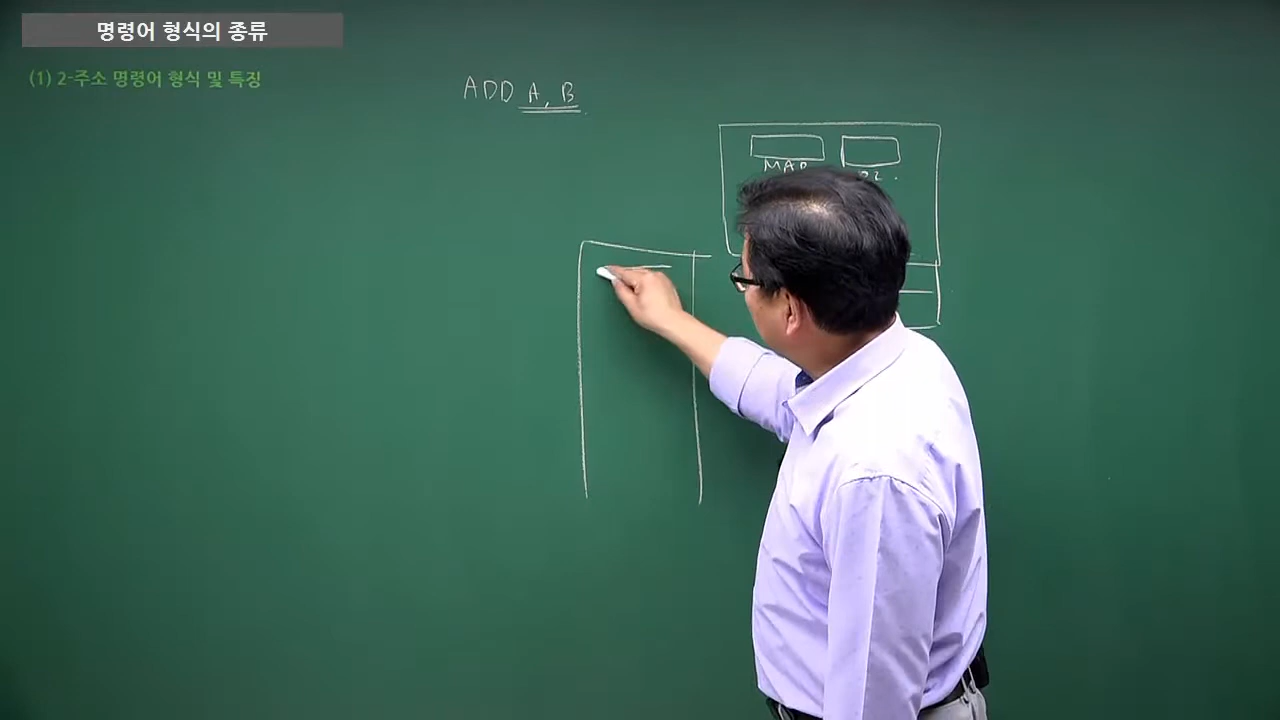 명령어 형식의 종류
(1) 2-주소 명령어 형식 및 특징
ADD A, B